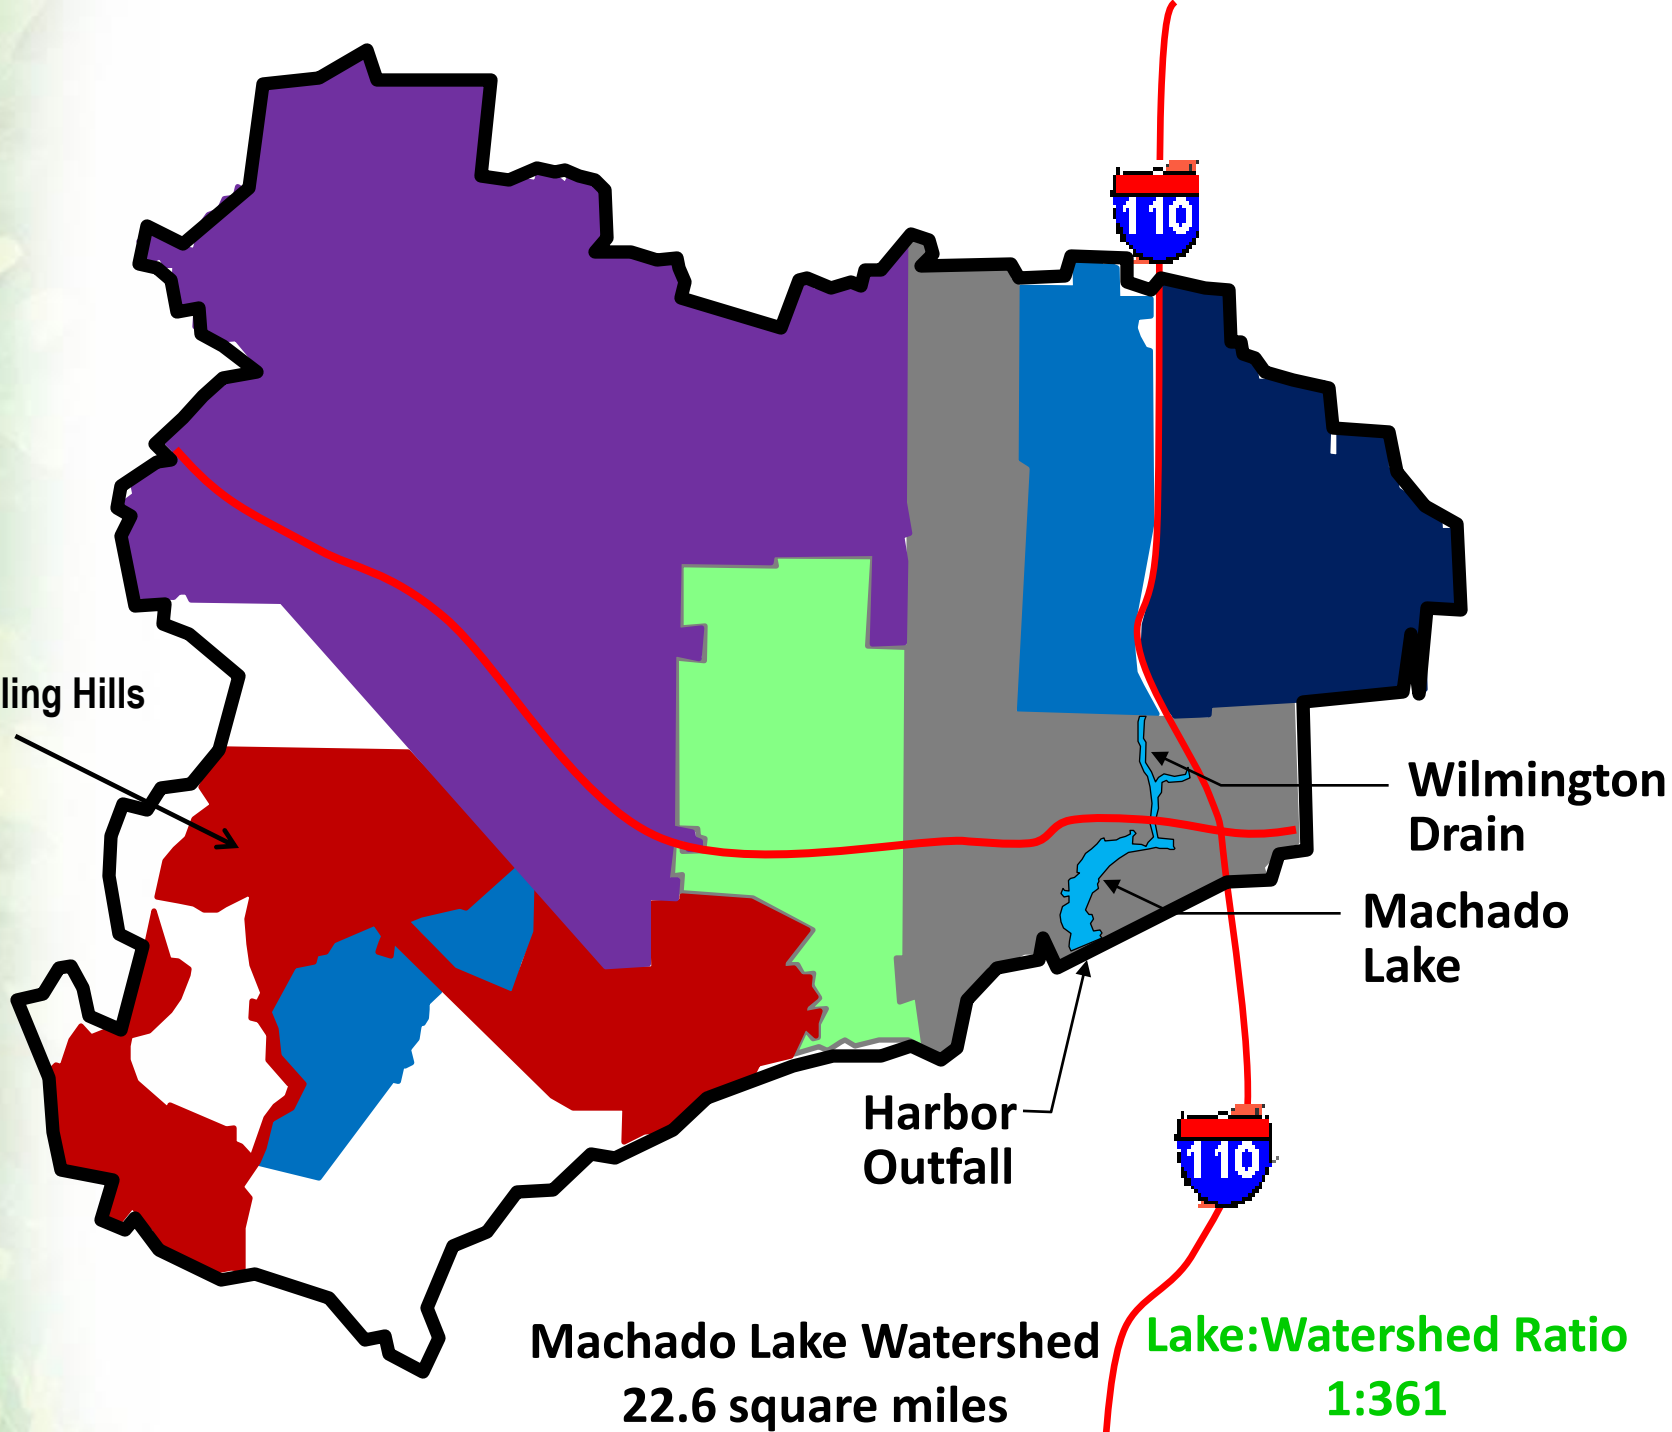 110
ling Hills
Wilmington
Drain
Machado
Lake
Harbor
Outfall
110
Machado Lake Watershed
22.6 square miles
Lake:Watershed Ratio
1:361